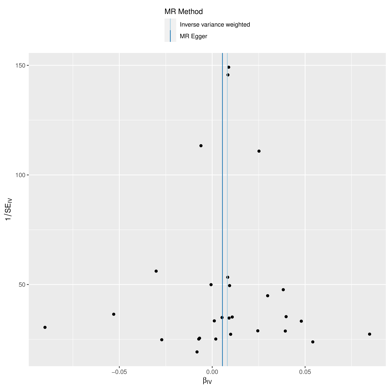 MR Method
Inverse variance weighted
MR Egger
150
100
50
1/SE_IV
−0.05
0.00
0.05
β_IV